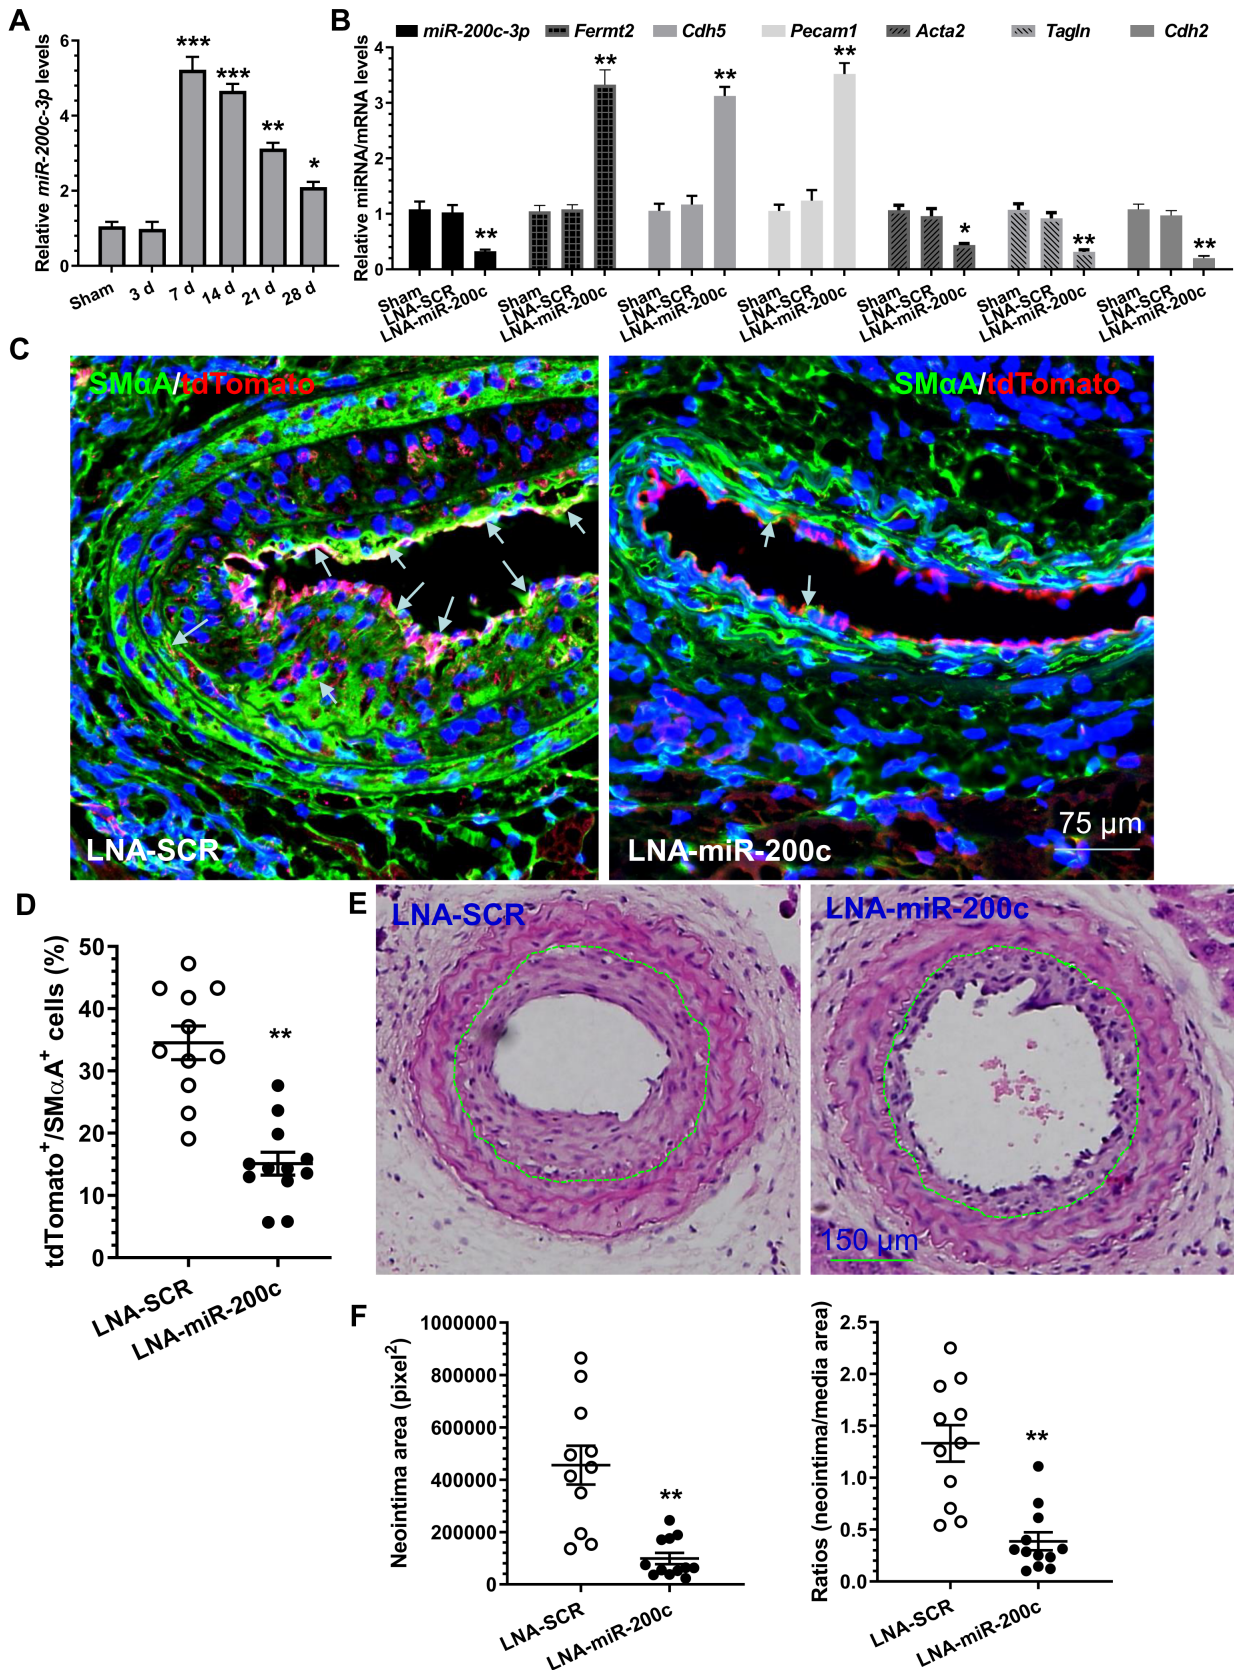 A
Relative miR-200c-3p levels
6
4
2
0
***
***
**
*
Sham
3 d
7 d
14 d
21 d
28 d
B
miR-200c-3p
Fermt2
Cdh5
Pecam1
Acta2
Tagln
Cdh2
Relative miRNA/mRNA levels
4
3
2
1
0
**
**
**
**
*
**
**
Sham
LNA-SCR
LNA-miR-200c
Sham
LNA-SCR
LNA-miR-200c
Sham
LNA-SCR
LNA-miR-200c
Sham
LNA-SCR
LNA-miR-200c
Sham
LNA-SCR
LNA-miR-200c
Sham
LNA-SCR
LNA-miR-200c
Sham
LNA-SCR
LNA-miR-200c
C
SMαA/tdTomato
LNA-SCR
SMαA/tdTomato
LNA-miR-200c
75 μm
D
tdTomato⁺/SMαA⁺ cells (%)
50
40
30
20
10
0
**
LNA-SCR
LNA-miR-200c
E
LNA-SCR
LNA-miR-200c
150 μm
F
Neointima area (pixel²)
1000000
800000
600000
400000
200000
0
**
LNA-SCR
LNA-miR-200c
Ratios (neointima/media area)
2.5
2.0
1.5
1.0
0.5
0.0
**
LNA-SCR
LNA-miR-200c